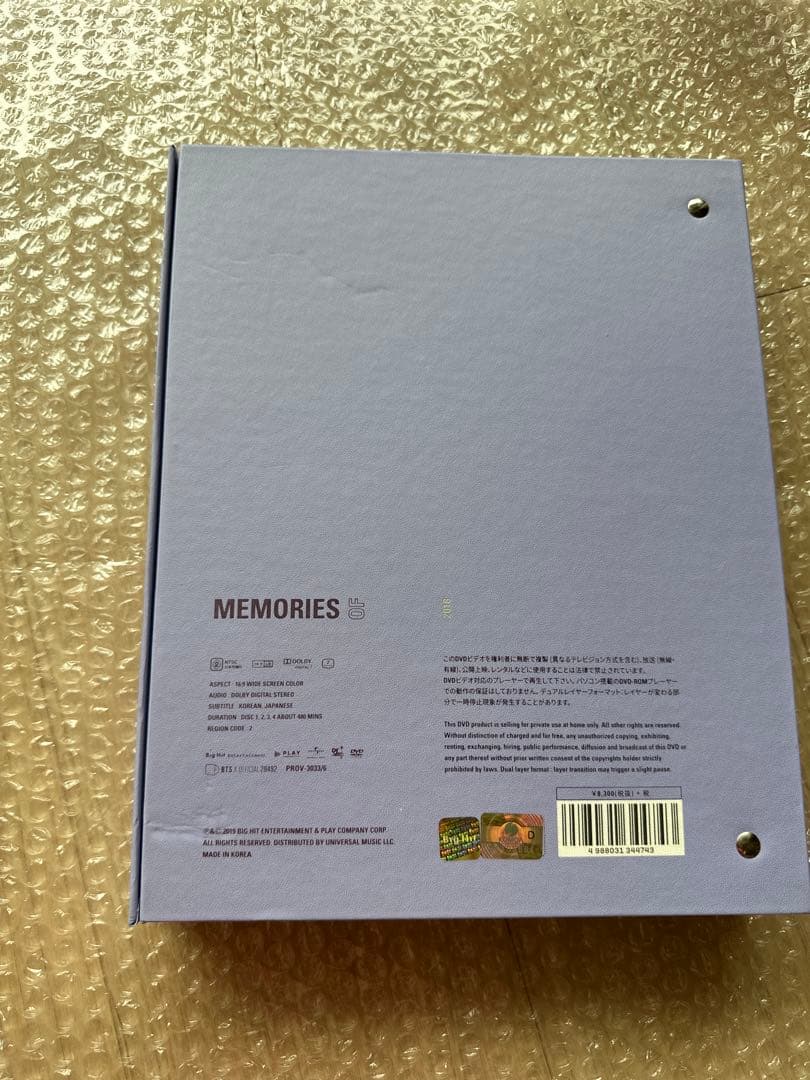 MEMORIES OF
2018
ASPECT : 16:9 WIDE SCREEN COLOR
AUDIO : DOLBY DIGITAL STEREO
SUBTITLE : KOREAN, JAPANESE
DURATION : DISC 1, 2, 3, 4 ABOUT 480 MINS
REGION CODE : 2
Big Hit Entertainment PLAY DVD
BTS / OFFICIAL 28492 PROV-3033/6
℗&© 2019 BIG HIT ENTERTAINMENT & PLAY COMPANY CORP.
ALL RIGHTS RESERVED. DISTRIBUTED BY UNIVERSAL MUSIC LLC.
MADE IN KOREA
このDVDビデオを権利者に無断で複製(異なるテレビジョン方式を含む)、放送(無線・
有線)、公開上映、レンタルなどに使用することは法律で禁止されています。
DVDビデオ対応のプレーヤーで再生して下さい。パソコン搭載のDVD-ROMプレーヤー
での動作の保証はしておりません。デュアルレイヤーフォーマット:レイヤーが変わる部
分で一時停止現象が発生することがあります。
This DVD product is selling for private use at home only. All other rights are reserved.
Without distinction of charged and for free, any unauthorized copying, exhibiting,
renting, exchanging, hiring, public performance, diffusion and broadcast of this DVD or
any part thereof without prior written consent of the copyrights holder strictly
prohibited by laws. Dual layer format : layer transition may trigger a slight pause.
¥9,300(税抜) + 税
4 988031 344743
Big Hit